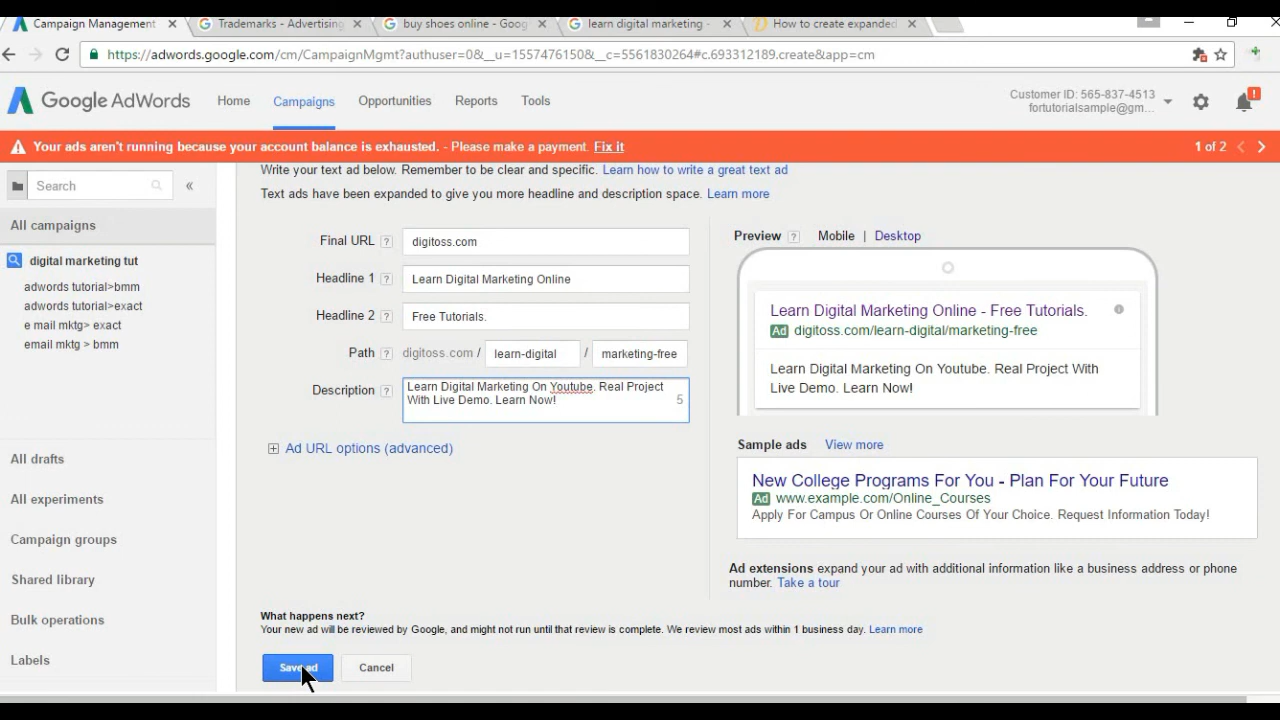 Campaign Management
Trademarks - Advertising
buy shoes online - Goog
learn digital marketing -
How to create expanded
https://adwords.google.com/cm/CampaignMgmt?authuser=0&__u=1557476150&__c=5561830264#c.693312189.create&app=cm
Google AdWords
Home
Campaigns
Opportunities
Reports
Tools
Customer ID: 565-837-4513
fortutorialsample@gm...
!
Your ads aren't running because your account balance is exhausted. - Please make a payment. Fix it
1 of 2
Search
«
All campaigns
digital marketing tut
adwords tutorial>bmm
adwords tutorial>exact
e mail mktg> exact
email mktg > bmm
All drafts
All experiments
Campaign groups
Shared library
Bulk operations
Labels
Write your text ad below. Remember to be clear and specific. Learn how to write a great text ad
Text ads have been expanded to give you more headline and description space. Learn more
Final URL ? digitoss.com
Headline 1 ? Learn Digital Marketing Online
Headline 2 ? Free Tutorials.
Path ? digitoss.com / learn-digital / marketing-free
Description ? Learn Digital Marketing On Youtube. Real Project
With Live Demo. Learn Now! 5
Ad URL options (advanced)
Preview ? Mobile | Desktop
Learn Digital Marketing Online - Free Tutorials.
Ad digitoss.com/learn-digital/marketing-free
Learn Digital Marketing On Youtube. Real Project With
Live Demo. Learn Now!
Sample ads View more
New College Programs For You - Plan For Your Future
Ad www.example.com/Online_Courses
Apply For Campus Or Online Courses Of Your Choice. Request Information Today!
Ad extensions expand your ad with additional information like a business address or phone
number. Take a tour
What happens next?
Your new ad will be reviewed by Google, and might not run until that review is complete. We review most ads within 1 business day. Learn more
Save ad
Cancel